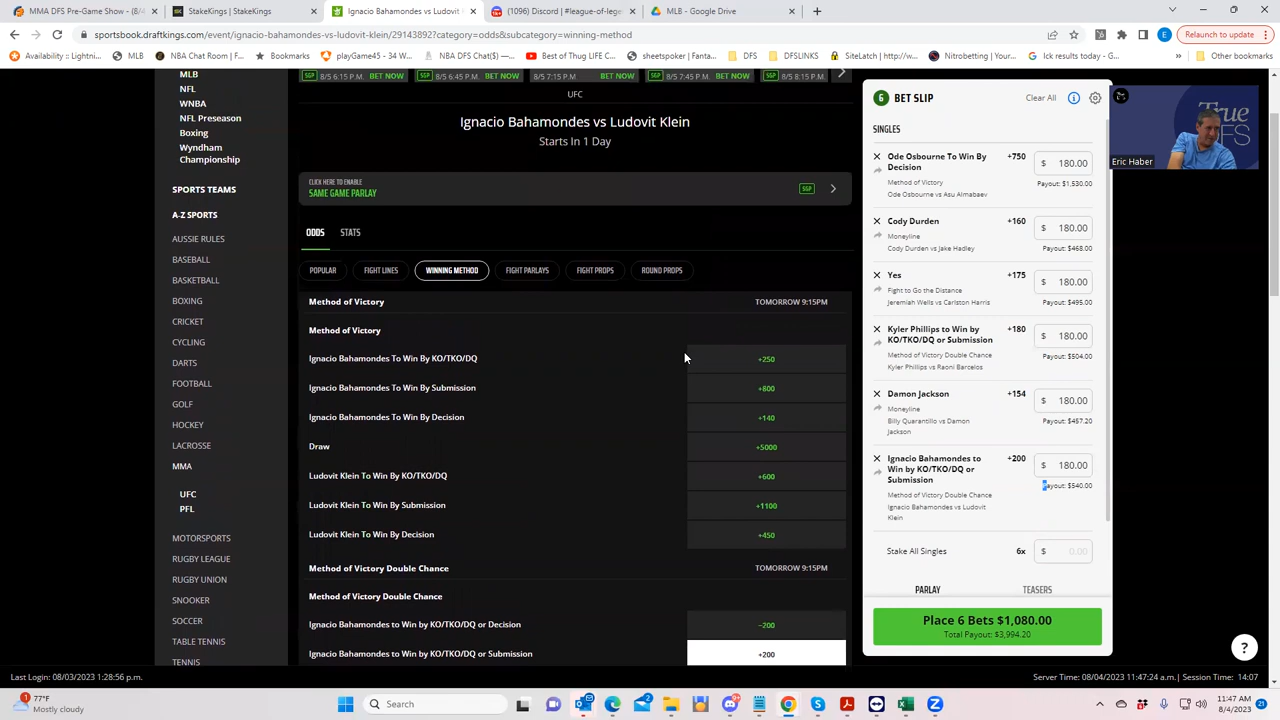 MMA DFS Pre-Game Show - (8/4/
StakeKings | StakeKings
Ignacio Bahamondes vs Ludovit K
(1096) Discord | #league-of-leger
MLB - Google Drive
sportsbook.draftkings.com/event/ignacio-bahamondes-vs-ludovit-klein/29143892?category=odds&subcategory=winning-method
E
Relaunch to update
Availability :: Lightni...
MLB
NBA Chat Room | F...
Bookmarks
playGame45 - 34 W...
NBA DFS Chat(s) —...
Best of Thug LIFE C...
sheetspoker - Twitch
DFS
DFSLINKS
SiteLatch (http://w...
Nitrobetting | Your...
lck results today - G...
Other bookmarks
MLB
NFL
WNBA
NFL Preseason
Boxing
Wyndham
Championship
SPORTS TEAMS
A-Z SPORTS
AUSSIE RULES
BASEBALL
BASKETBALL
BOXING
CRICKET
CYCLING
DARTS
FOOTBALL
GOLF
HOCKEY
LACROSSE
MMA
UFC
PFL
MOTORSPORTS
RUGBY LEAGUE
RUGBY UNION
SNOOKER
SOCCER
TABLE TENNIS
TENNIS
SGP 8/5 6:15 P.M. BET NOW
SGP 8/5 6:45 P.M. BET NOW
SGP 8/5 7:15 P.M. BET NOW
SGP 8/5 7:45 P.M. BET NOW
SGP 8/5 8:15 P.M.
UFC
Ignacio Bahamondes vs Ludovit Klein
Starts In 1 Day
CLICK HERE TO ENABLE
SAME GAME PARLAY
SGP
ODDS
STATS
POPULAR
FIGHT LINES
WINNING METHOD
FIGHT PARLAYS
FIGHT PROPS
ROUND PROPS
Method of Victory TOMORROW 9:15PM
Method of Victory
Ignacio Bahamondes To Win By KO/TKO/DQ +250
Ignacio Bahamondes To Win By Submission +800
Ignacio Bahamondes To Win By Decision +140
Draw +5000
Ludovit Klein To Win By KO/TKO/DQ +600
Ludovit Klein To Win By Submission +1100
Ludovit Klein To Win By Decision +450
Method of Victory Double Chance TOMORROW 9:15PM
Method of Victory Double Chance
Ignacio Bahamondes to Win by KO/TKO/DQ or Decision −200
Ignacio Bahamondes to Win by KO/TKO/DQ or Submission +200
6 BET SLIP
Clear All
SINGLES
Ode Osbourne To Win By +750 $ 180.00
Decision
Method of Victory Payout: $1,530.00
Ode Osbourne vs Asu Almabaev
Cody Durden +160 $ 180.00
Moneyline
Cody Durden vs Jake Hadley Payout: $468.00
Yes +175 $ 180.00
Fight to Go the Distance
Jeremiah Wells vs Carlston Harris Payout: $495.00
Kyler Phillips to Win by +180 $ 180.00
KO/TKO/DQ or Submission
Method of Victory Double Chance Payout: $504.00
Kyler Phillips vs Raoni Barcelos
Damon Jackson +154 $ 180.00
Moneyline
Billy Quarantillo vs Damon Payout: $457.20
Jackson
Ignacio Bahamondes to +200 $ 180.00
Win by KO/TKO/DQ or
Submission Payout: $540.00
Method of Victory Double Chance
Ignacio Bahamondes vs Ludovit
Klein
Stake All Singles 6x $ 0.00
PARLAY
TEASERS
Place 6 Bets $1,080.00
Total Payout: $3,994.20
True
DFS
Eric Haber
?
Last Login: 08/03/2023 1:28:56 p.m.
Server Time: 08/04/2023 11:47:24 a.m.| Session Time: 14:07
77°F
Mostly cloudy
Search
11:47 AM
8/4/2023
21